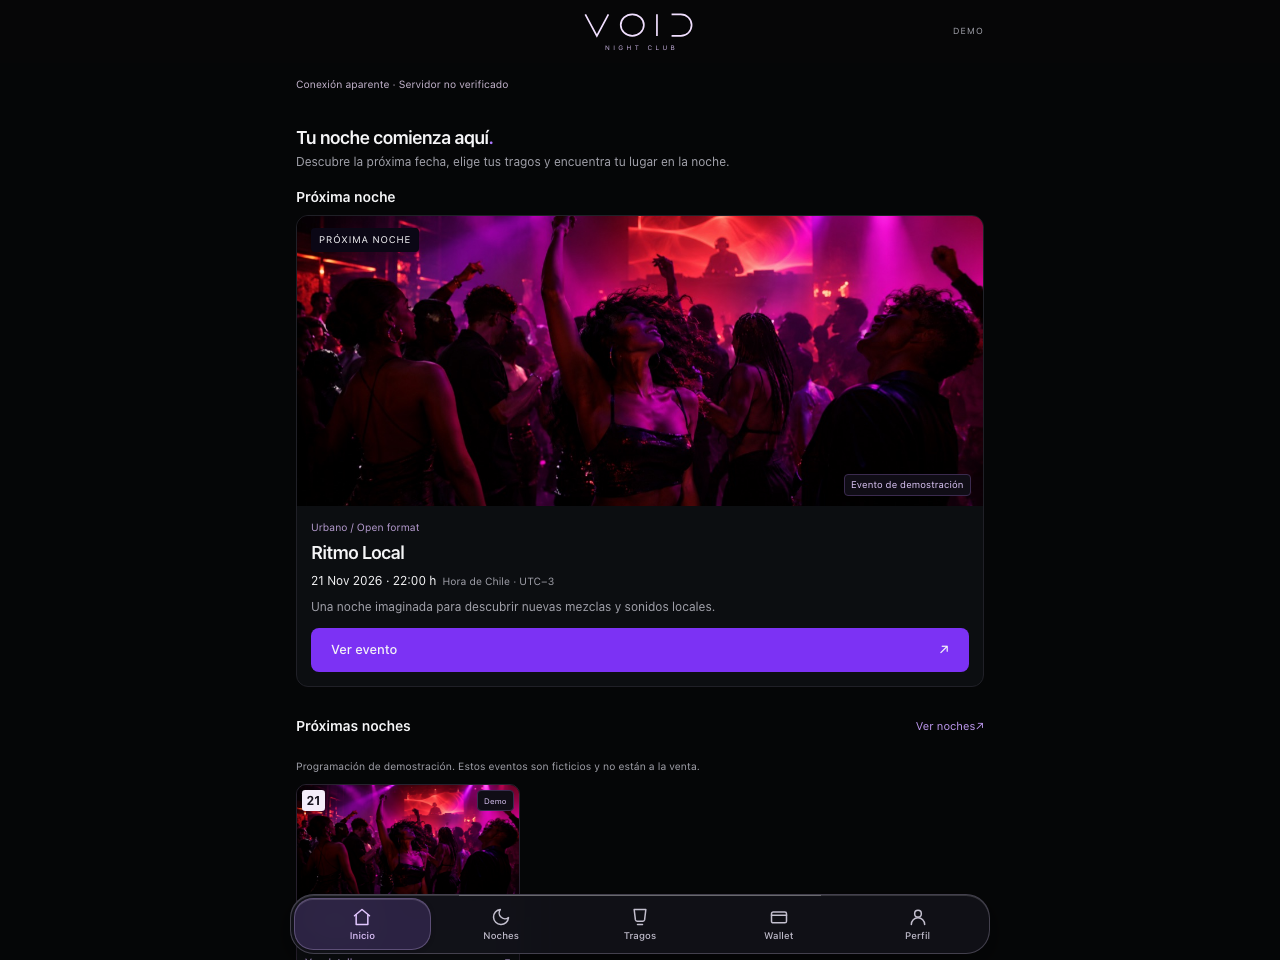 VOID
NIGHT CLUB
DEMO
Conexión aparente · Servidor no verificado
Tu noche comienza aquí.
Descubre la próxima fecha, elige tus tragos y encuentra tu lugar en la noche.
Próxima noche
PRÓXIMA NOCHE
Evento de demostración
Urbano / Open format
Ritmo Local
21 Nov 2026 · 22:00 h Hora de Chile · UTC−3
Una noche imaginada para descubrir nuevas mezclas y sonidos locales.
Ver evento ↗
Próximas noches
Ver noches↗
Programación de demostración. Estos eventos son ficticios y no están a la venta.
21
Demo
Inicio
Noches
Tragos
Wallet
Perfil